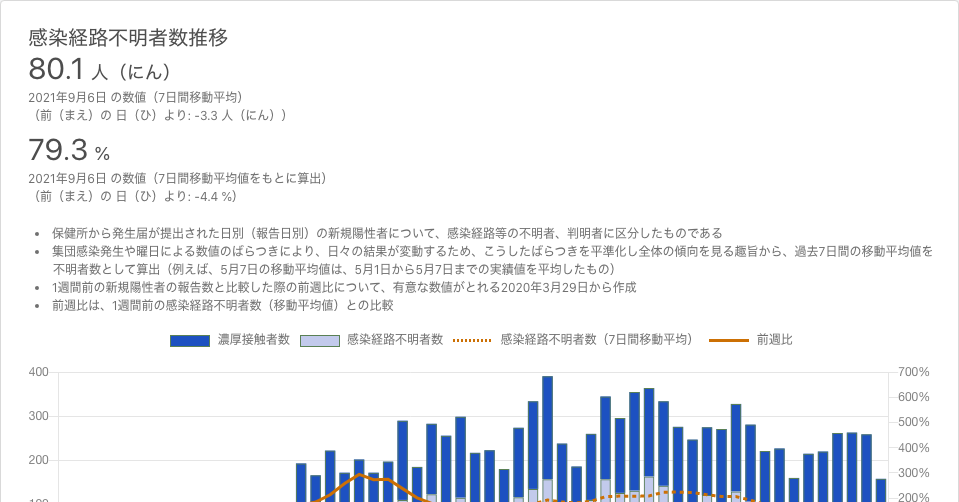 感染経路不明者数推移
80.1 人（にん）
2021年9月6日 の数値（7日間移動平均）
（前（まえ）の 日（ひ）より: -3.3 人（にん））
79.3 %
2021年9月6日 の数値（7日間移動平均値をもとに算出）
（前（まえ）の 日（ひ）より: -4.4 %）
• 保健所から発生届が提出された日別（報告日別）の新規陽性者について、感染経路等の不明者、判明者に区分したものである
• 集団感染発生や曜日による数値のばらつきにより、日々の結果が変動するため、こうしたばらつきを平準化し全体の傾向を見る趣旨から、過去7日間の移動平均値を
不明者数として算出（例えば、5月7日の移動平均値は、5月1日から5月7日までの実績値を平均したもの）
• 1週間前の新規陽性者の報告数と比較した際の前週比について、有意な数値がとれる2020年3月29日から作成
• 前週比は、1週間前の感染経路不明者数（移動平均値）との比較
濃厚接触者数 感染経路不明者数 感染経路不明者数（7日間移動平均） 前週比
400 700%
600%
300 500%
400%
200
300%
100 200%